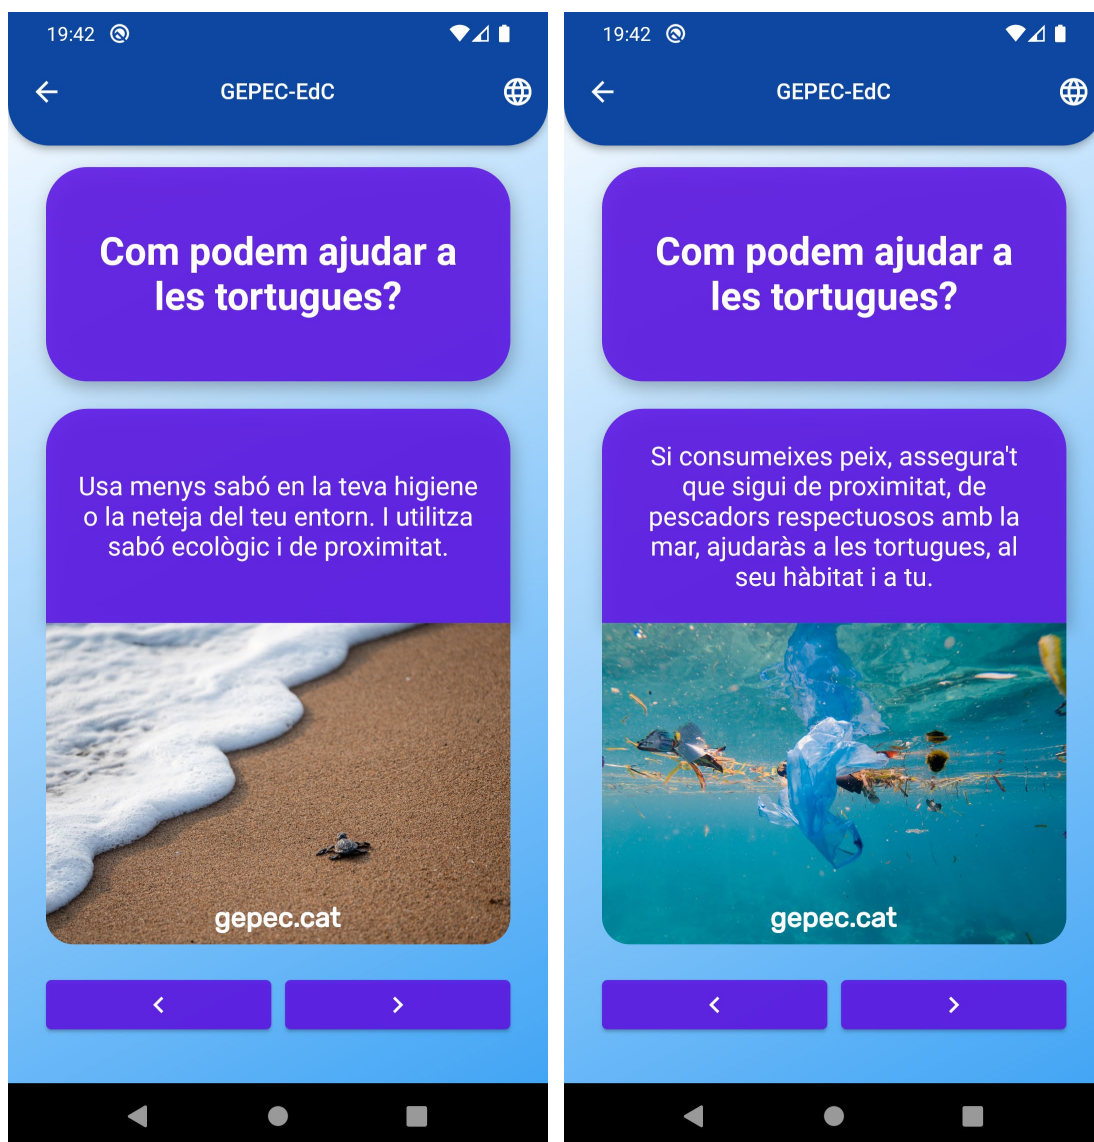 19:42
GEPEC-EdC
Com podem ajudar a
les tortugues?
Usa menys sabó en la teva higiene
o la neteja del teu entorn. I utilitza
sabó ecològic i de proximitat.
gepec.cat
19:42
GEPEC-EdC
Com podem ajudar a
les tortugues?
Si consumeixes peix, assegura't
que sigui de proximitat, de
pescadors respectuosos amb la
mar, ajudaràs a les tortugues, al
seu hàbitat i a tu.
gepec.cat